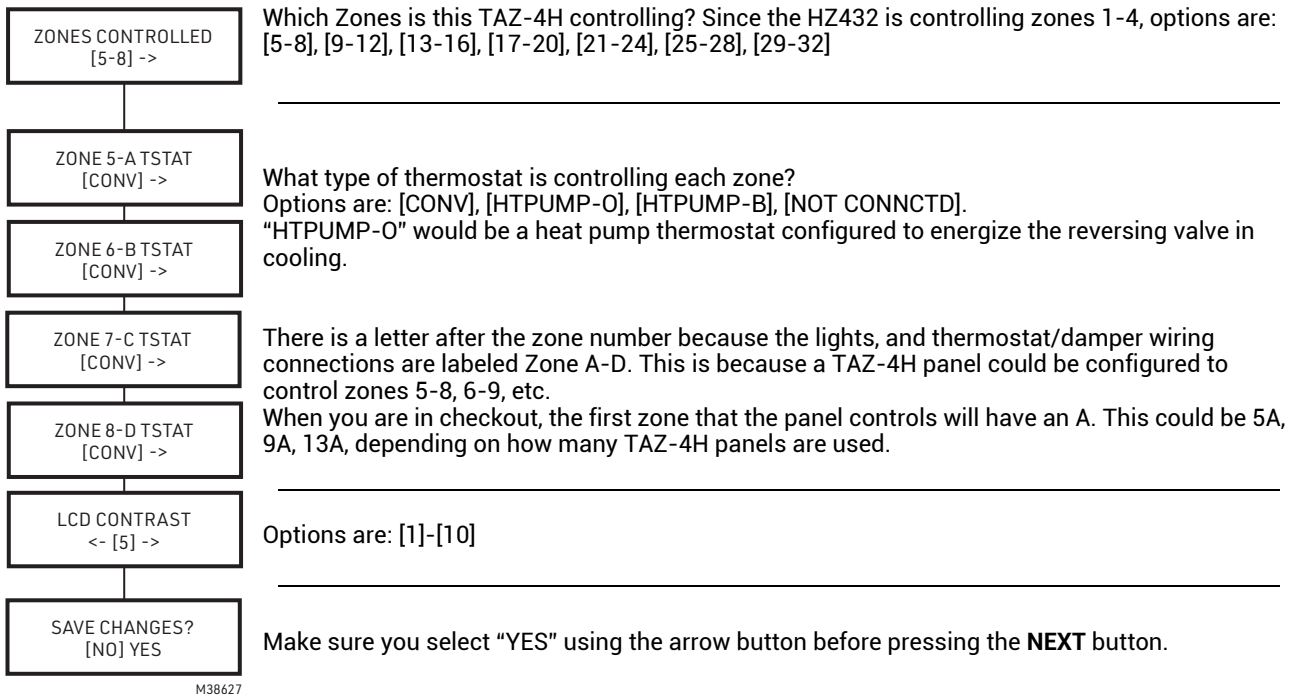 ZONES CONTROLLED
[5-8] ->
Which Zones is this TAZ-4H controlling? Since the HZ432 is controlling zones 1-4, options are:
[5-8], [9-12], [13-16], [17-20], [21-24], [25-28], [29-32]
ZONE 5-A TSTAT
[CONV] ->
ZONE 6-B TSTAT
[CONV] ->
What type of thermostat is controlling each zone?
Options are: [CONV], [HTPUMP-O], [HTPUMP-B], [NOT CONNCTD].
“HTPUMP-O” would be a heat pump thermostat configured to energize the reversing valve in
cooling.
ZONE 7-C TSTAT
[CONV] ->
ZONE 8-D TSTAT
[CONV] ->
There is a letter after the zone number because the lights, and thermostat/damper wiring
connections are labeled Zone A-D. This is because a TAZ-4H panel could be configured to
control zones 5-8, 6-9, etc.
When you are in checkout, the first zone that the panel controls will have an A. This could be 5A,
9A, 13A, depending on how many TAZ-4H panels are used.
LCD CONTRAST
<- [5] ->
Options are: [1]-[10]
SAVE CHANGES?
[NO] YES
Make sure you select “YES” using the arrow button before pressing the NEXT button.
M38627